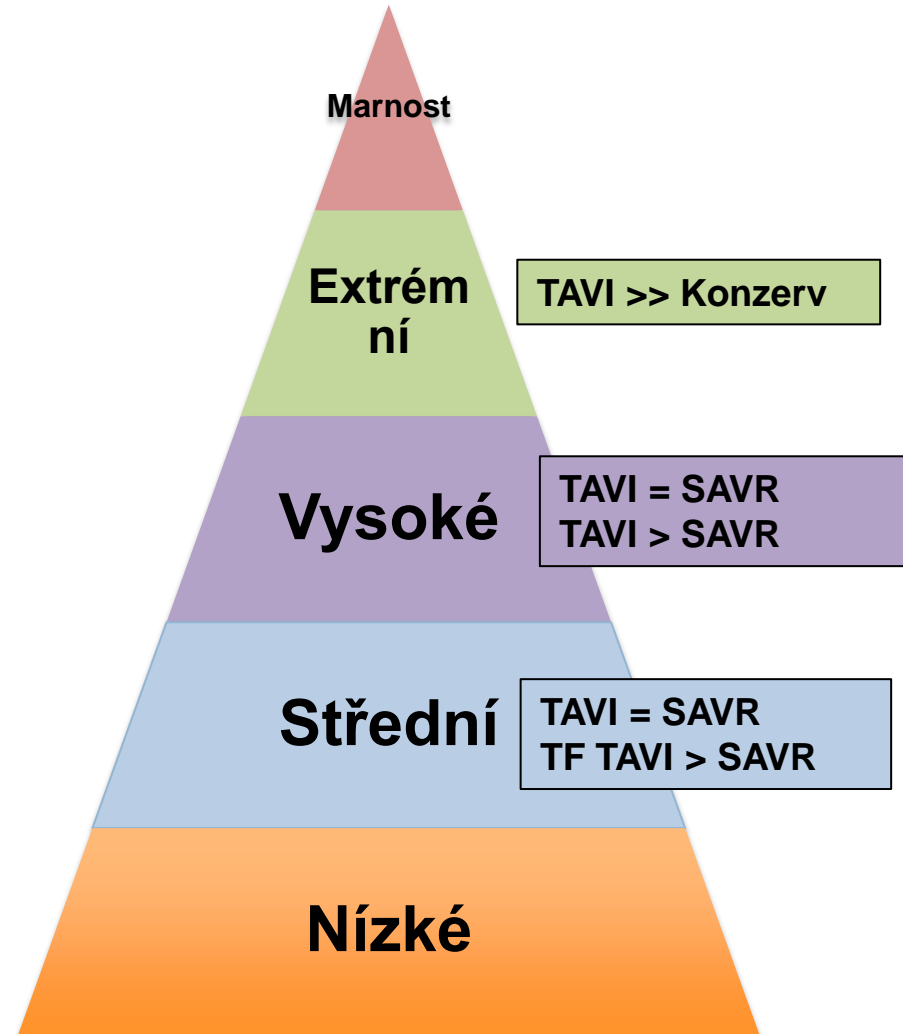 Marnost
Extrém
ní
TAVI >> Konzerv
Vysoké
TAVI = SAVR
TAVI > SAVR
Střední
TAVI = SAVR
TF TAVI > SAVR
Nízké